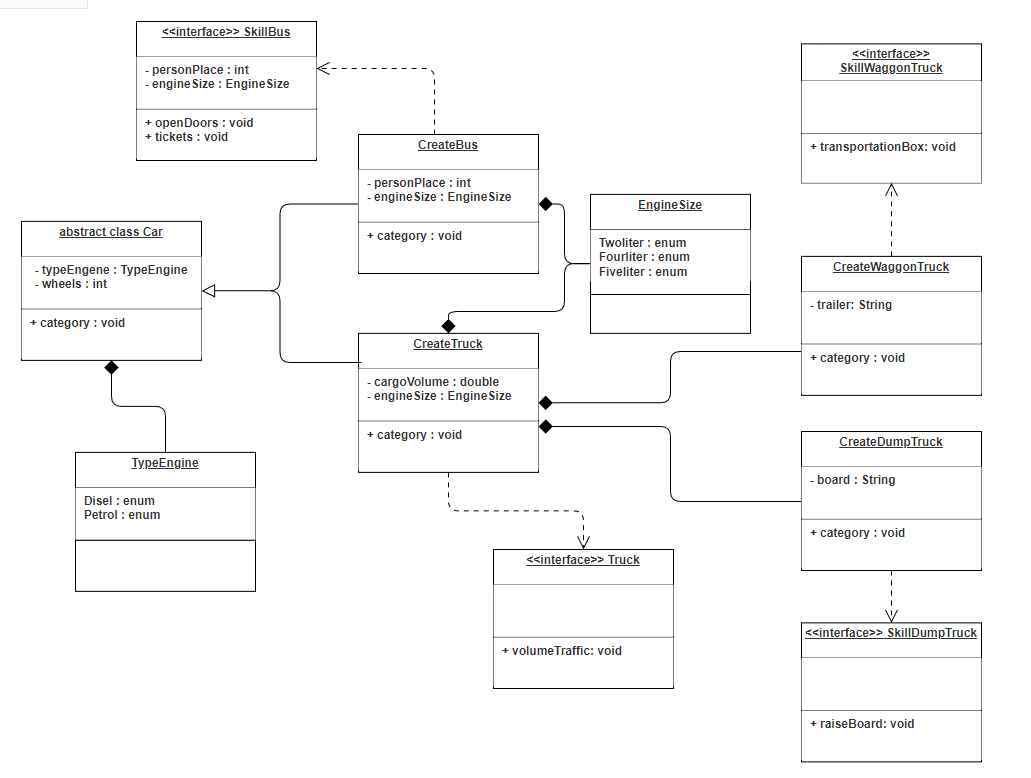 <<interface>> SkillBus
- personPlace : int
- engineSize : EngineSize
+ openDoors : void
+ tickets : void
<<interface>>
SkillWaggonTruck
+ transportationBox: void
CreateBus
- personPlace : int
- engineSize : EngineSize
+ category : void
EngineSize
Twoliter : enum
Fourliter : enum
Fiveliter : enum
abstract class Car
- typeEngene : TypeEngine
- wheels : int
+ category : void
CreateWaggonTruck
- trailer: String
+ category : void
CreateTruck
- cargoVolume : double
- engineSize : EngineSize
+ category : void
CreateDumpTruck
- board : String
+ category : void
TypeEngine
Disel : enum
Petrol : enum
<<interface>> Truck
+ volumeTraffic: void
<<interface>> SkillDumpTruck
+ raiseBoard: void